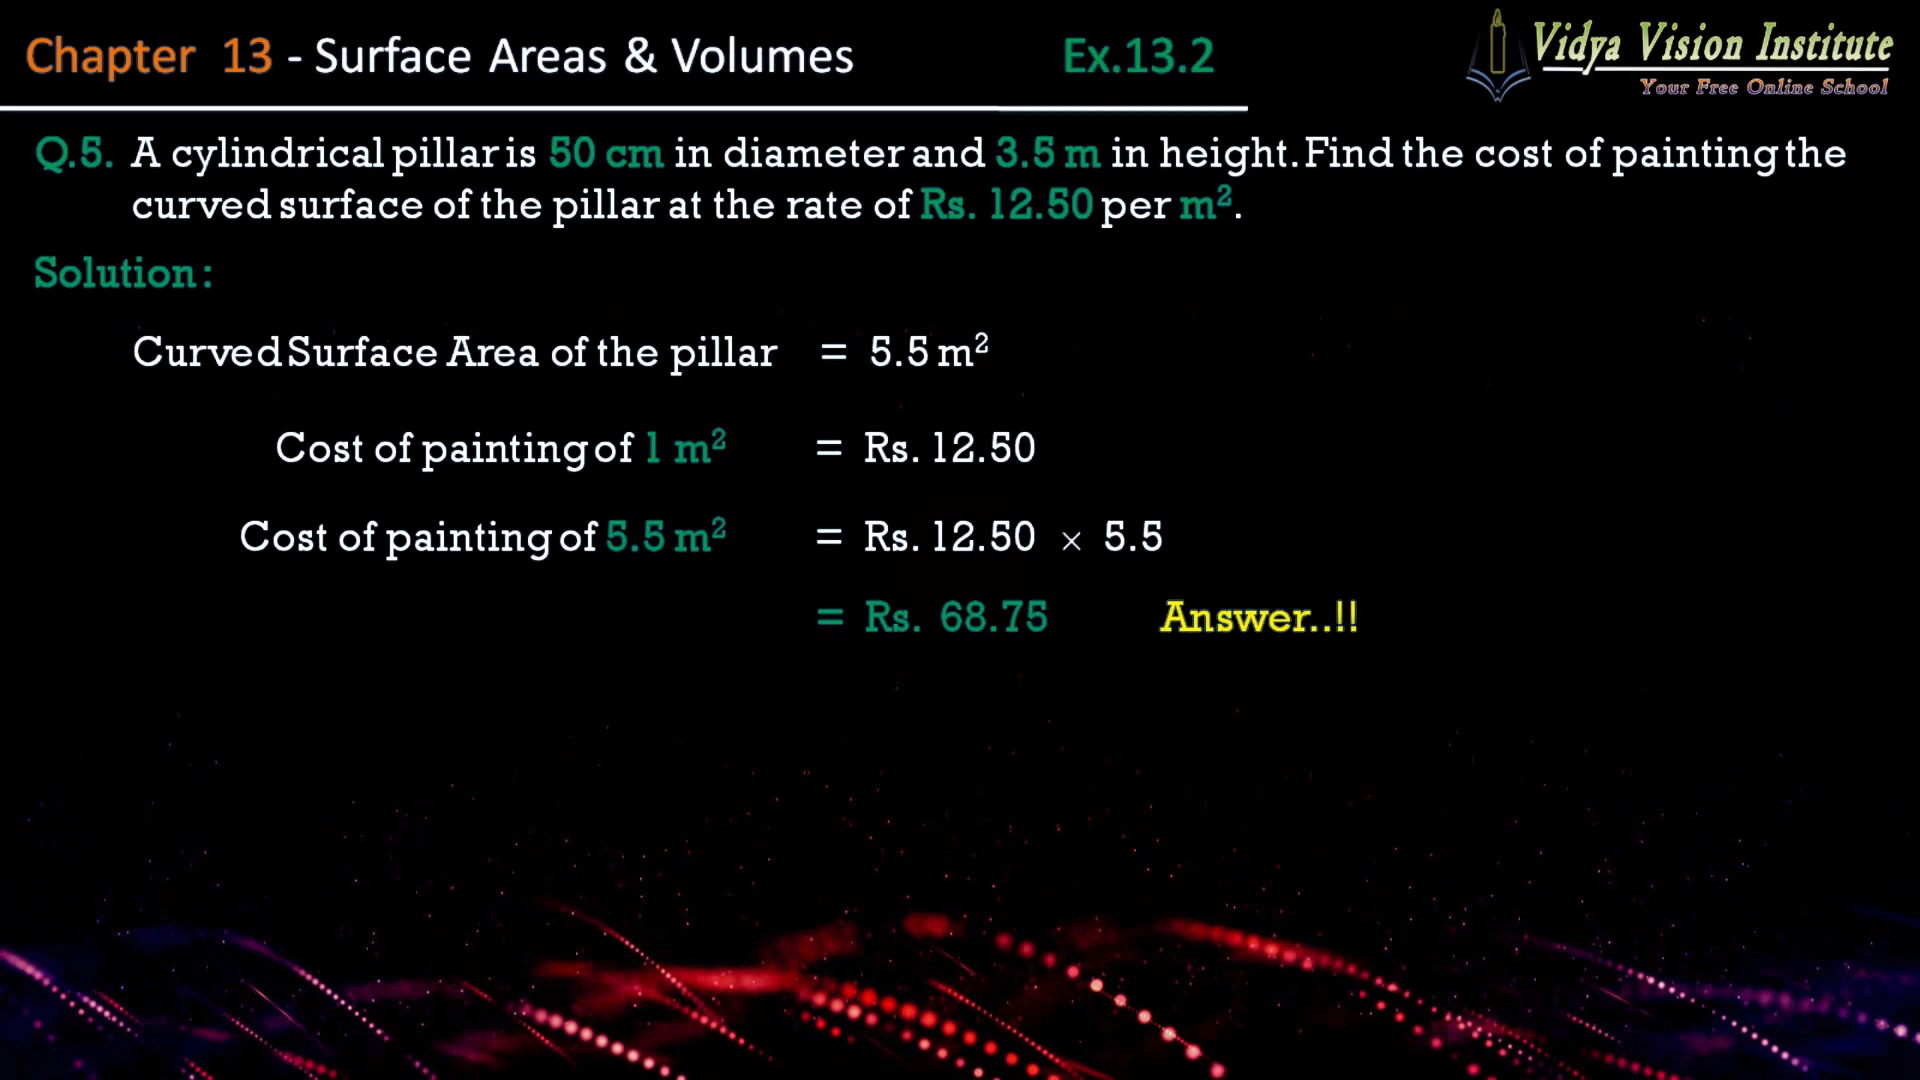 Chapter 13 - Surface Areas & Volumes Ex.13.2
Vidya Vision Institute
Your Free Online School
Q.5. A cylindrical pillar is 50 cm in diameter and 3.5 m in height. Find the cost of painting the
curved surface of the pillar at the rate of Rs. 12.50 per m².
Solution:
Curved Surface Area of the pillar = 5.5 m²
Cost of painting of 1 m² = Rs. 12.50
Cost of painting of 5.5 m² = Rs. 12.50 × 5.5
= Rs. 68.75 Answer..!!